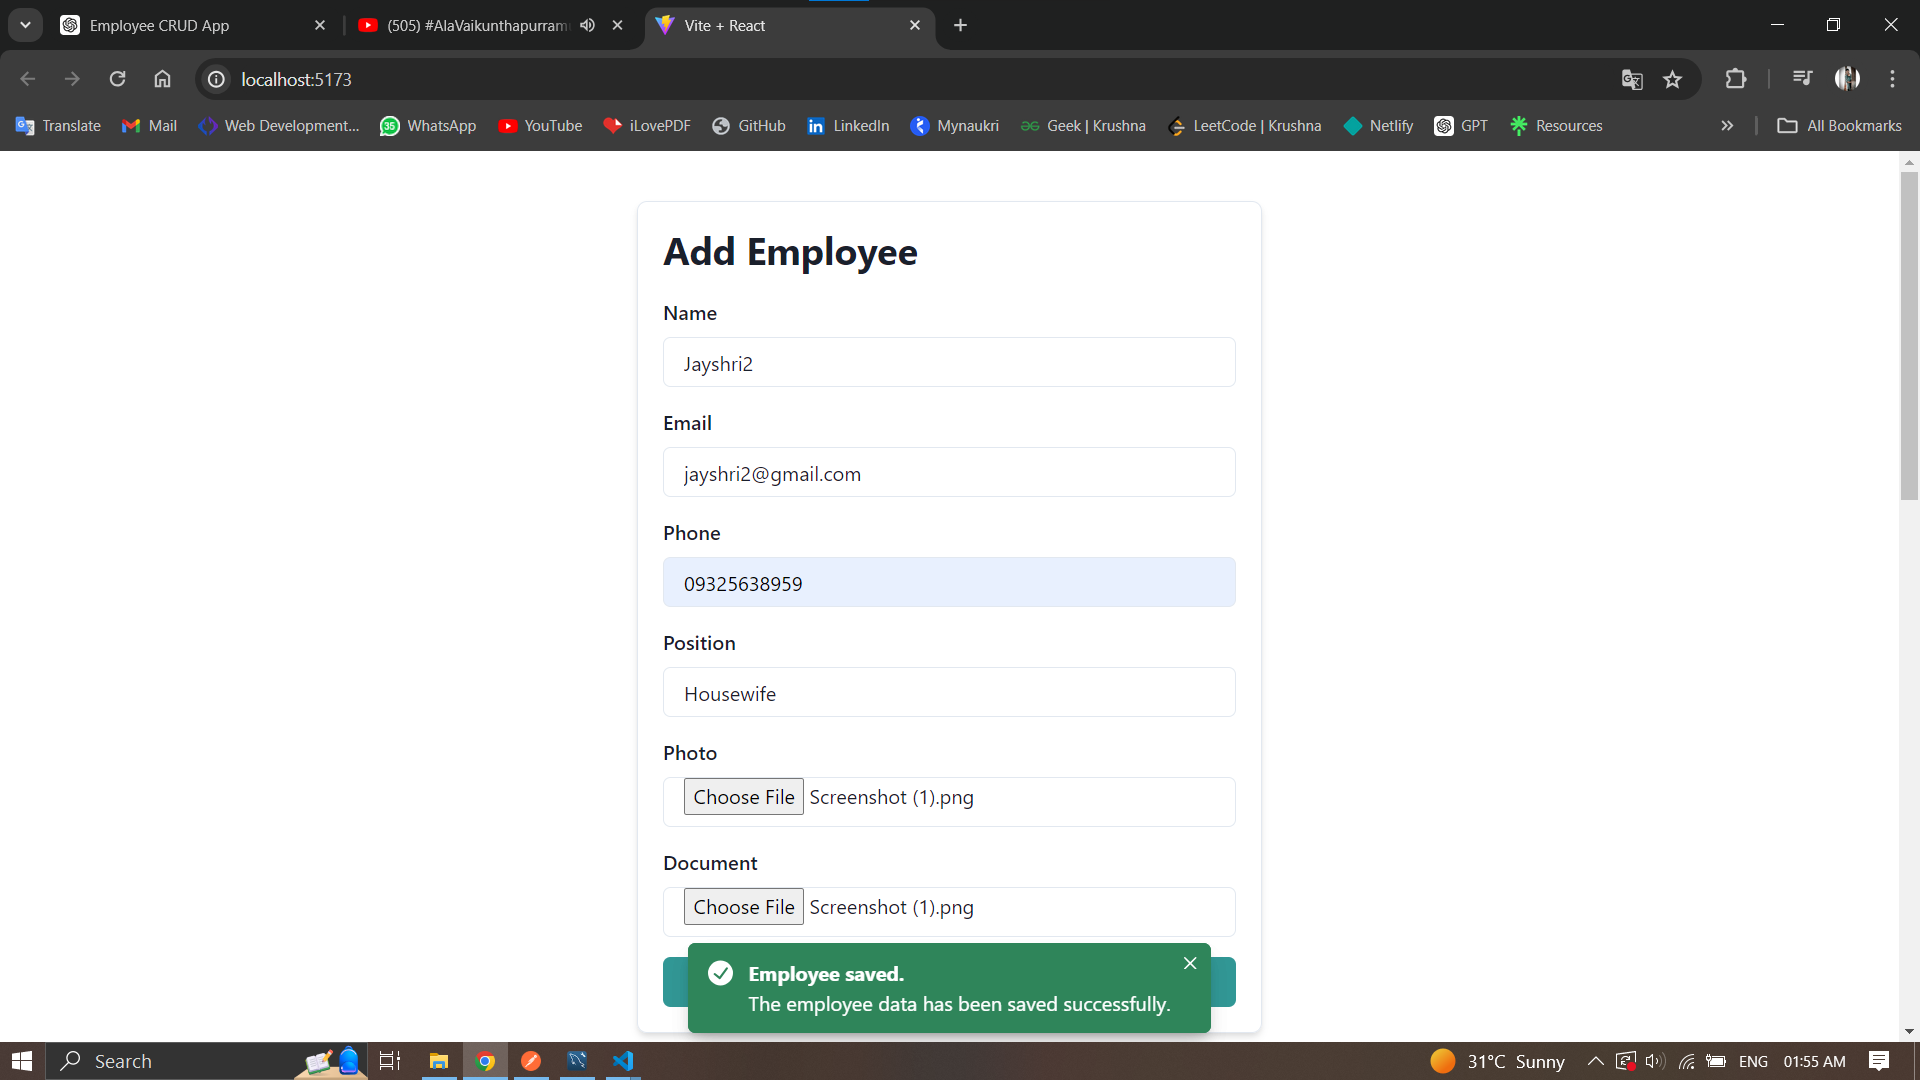 Employee CRUD App
(505) #AlaVaikunthapurram
Vite + React
localhost:5173
Translate
Mail
Web Development...
35
WhatsApp
YouTube
iLovePDF
GitHub
LinkedIn
Mynaukri
Geek | Krushna
LeetCode | Krushna
Netlify
GPT
Resources
All Bookmarks
Add Employee
Name
Jayshri2
Email
jayshri2@gmail.com
Phone
09325638959
Position
Housewife
Photo
Choose File Screenshot (1).png
Document
Choose File Screenshot (1).png
Employee saved.
The employee data has been saved successfully.
Search
31°C Sunny
ENG
01:55 AM